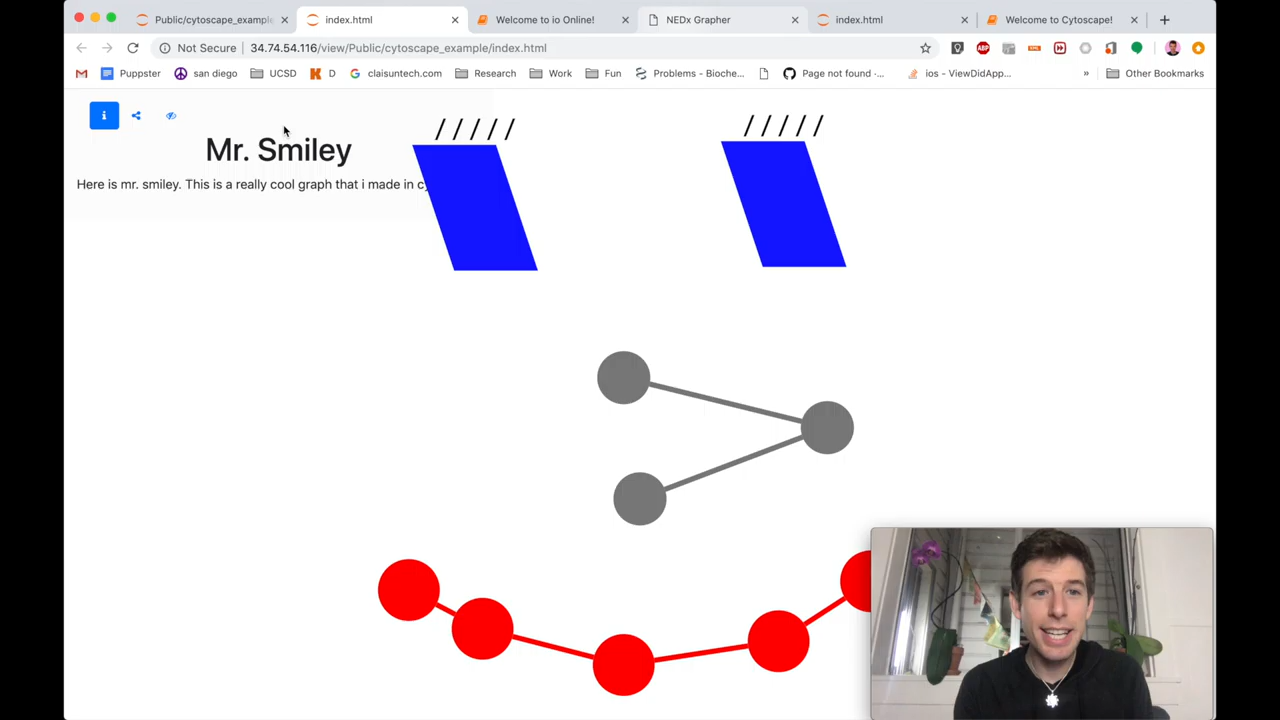 Public/cytoscape_example
index.html
Welcome to io Online!
NEDx Grapher
index.html
Welcome to Cytoscape!
Not Secure
34.74.54.116/view/Public/cytoscape_example/index.html
ABP
Puppster
san diego
UCSD
D
claisuntech.com
Research
Work
Fun
Problems - Bioche...
Page not found ·...
ios - ViewDidApp...
»
Other Bookmarks
Mr. Smiley
Here is mr. smiley. This is a really cool graph that i made in cy
/ / / / /
/ / / / /